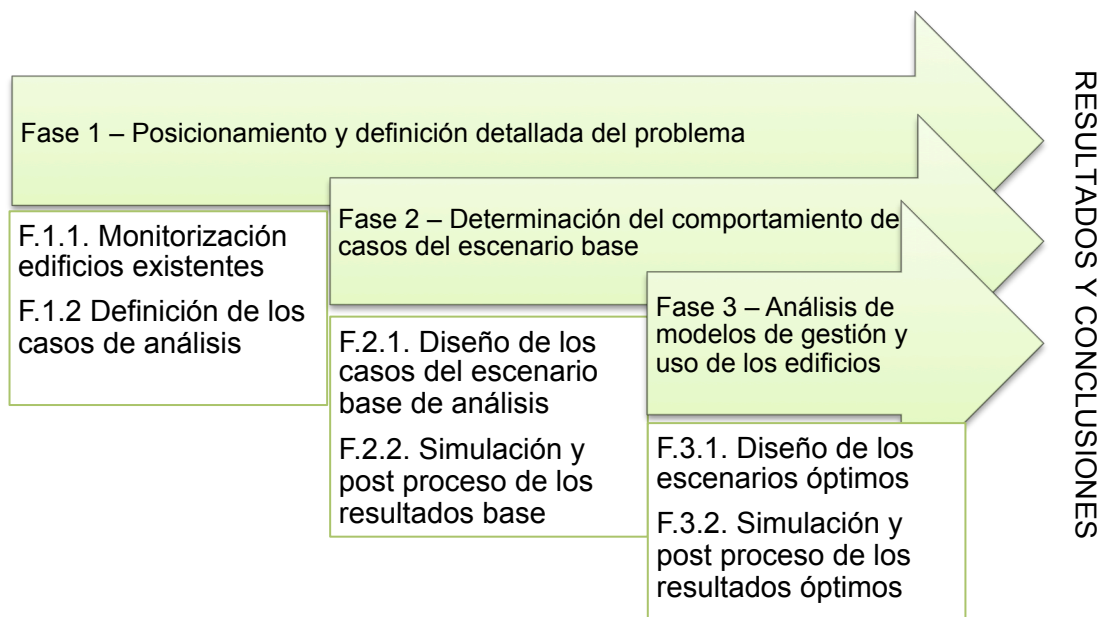 Fase 1 – Posicionamiento y definición detallada del problema
F.1.1. Monitorización
edificios existentes
F.1.2 Definición de los
casos de análisis
Fase 2 – Determinación del comportamiento de
casos del escenario base
F.2.1. Diseño de los
casos del escenario
base de análisis
F.2.2. Simulación y
post proceso de los
resultados base
Fase 3 – Análisis de
modelos de gestión y
uso de los edificios
F.3.1. Diseño de los
escenarios óptimos
F.3.2. Simulación y
post proceso de los
resultados óptimos
RESULTADOS Y CONCLUSIONES